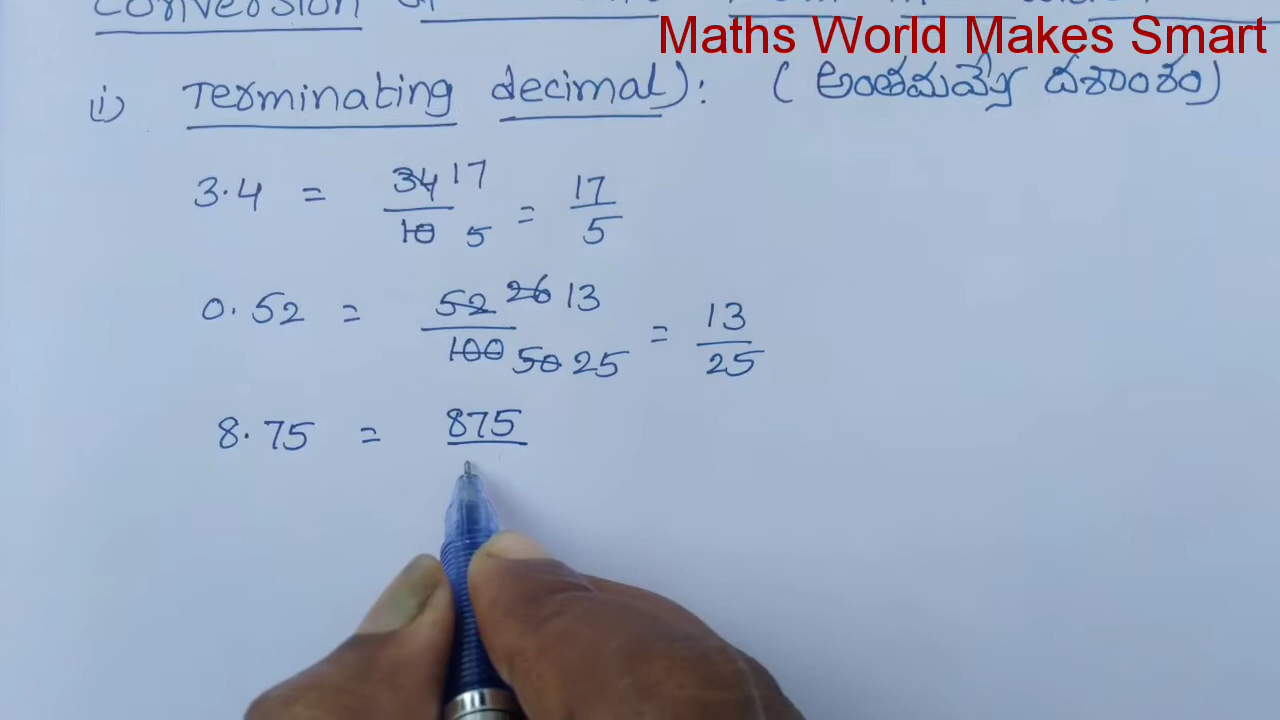 conversion
Maths World Makes Smart
i) Terminating decimal): (అంతమయ్యే దశాంశం)
3.4 = 34/10 17 5 = 17/5
0.52 = 52/100 26 13 50 25 = 13/25
8.75 = 875